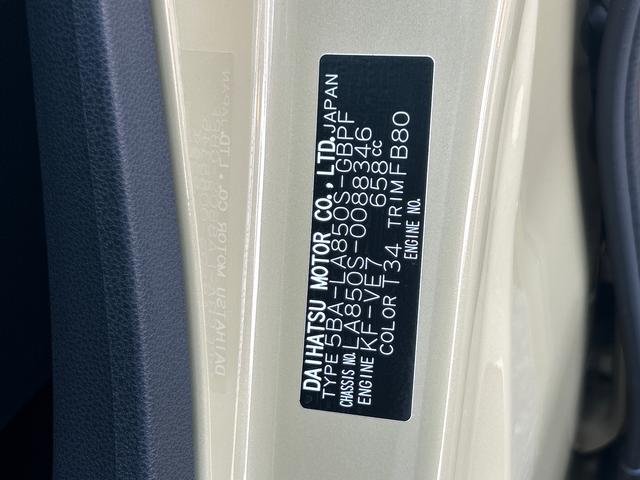 DAIHATSU MOTOR CO., LTD. JAPAN
TYPE 5BA-LA850S-GBPF
CHASSIS NO. LA850S-0088346
ENGINE KF-VE7 658cc
COLOR T34 TRIM FB80
ENGINE NO.